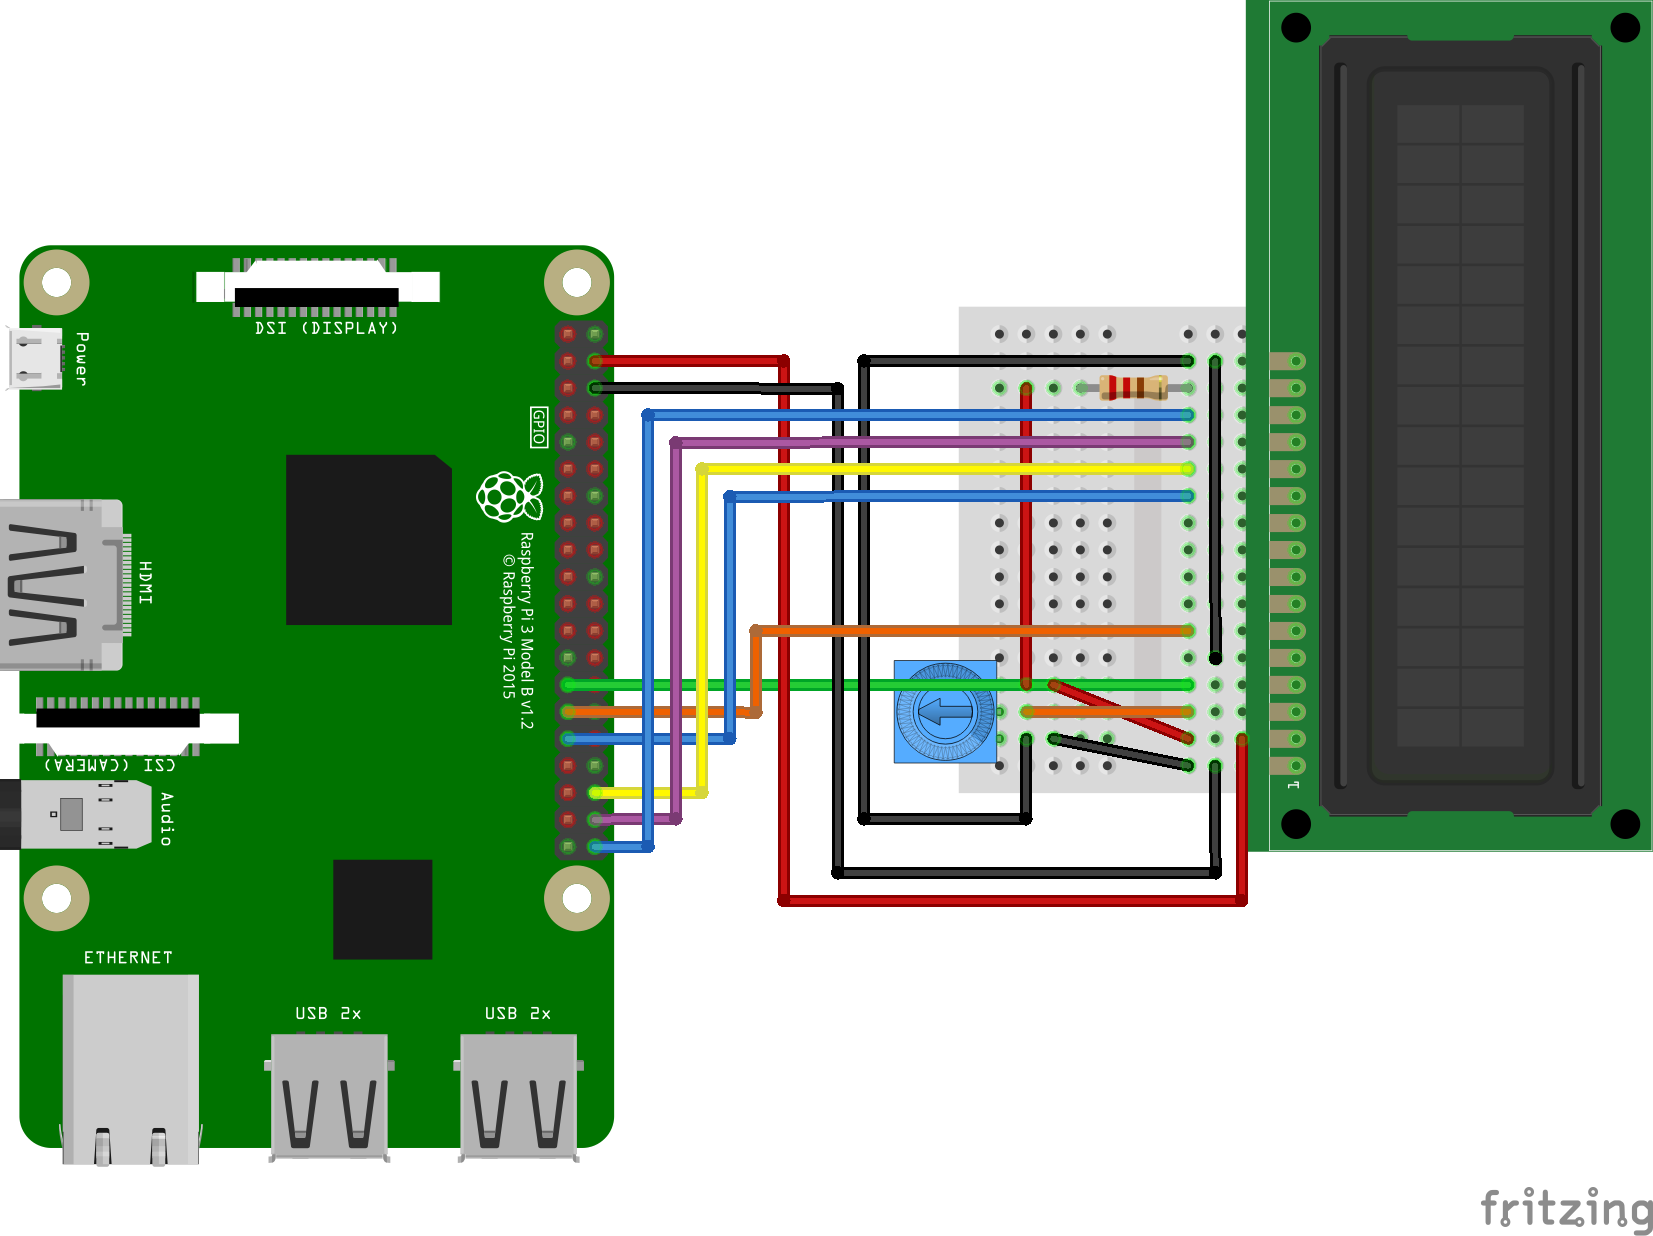 DSI (DISPLAY)
Power
GPIO
Raspberry Pi 3 Model B v1.2
© Raspberry Pi 2015
HDMI
CSI (CAMERA)
Audio
1
ETHERNET
USB 2x
USB 2x
fritzing